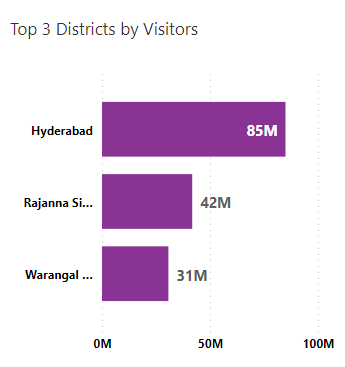 Top 3 Districts by Visitors
Hyderabad 85M
Rajanna Si... 42M
Warangal ... 31M
0M 50M 100M